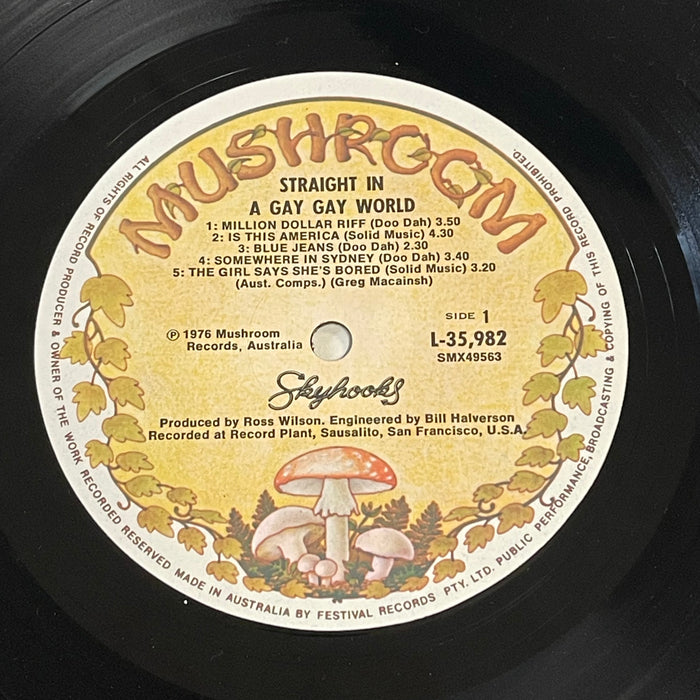 MUSHROOM
STRAIGHT IN
A GAY GAY WORLD
1: MILLION DOLLAR RIFF (Doo Dah) 3.50
2: IS THIS AMERICA (Solid Music) 4.30
3: BLUE JEANS (Doo Dah) 2.30
4: SOMEWHERE IN SYDNEY (Doo Dah) 3.40
5: THE GIRL SAYS SHE'S BORED (Solid Music) 3.20
(Aust. Comps.) (Greg Macainsh)
℗ 1976 Mushroom
Records, Australia
SIDE 1
L-35,982
SMX49563
Skyhooks
Produced by Ross Wilson. Engineered by Bill Halverson
Recorded at Record Plant, Sausalito, San Francisco, U.S.A.
ALL RIGHTS OF RECORD PRODUCER & OWNER OF THE WORK RECORDED RESERVED MADE IN AUSTRALIA BY FESTIVAL RECORDS PTY. LTD. PUBLIC PERFORMANCE, BROADCASTING & COPYING OF THIS RECORD PROHIBITED.